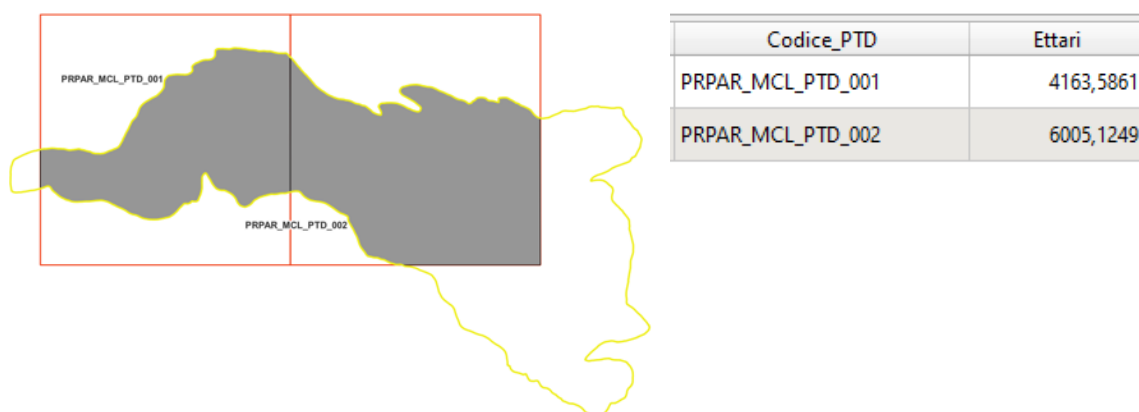 PRPAR_MCL_PTD_001
PRPAR_MCL_PTD_002
Codice_PTD Ettari
PRPAR_MCL_PTD_001 4163,5861
PRPAR_MCL_PTD_002 6005,1249